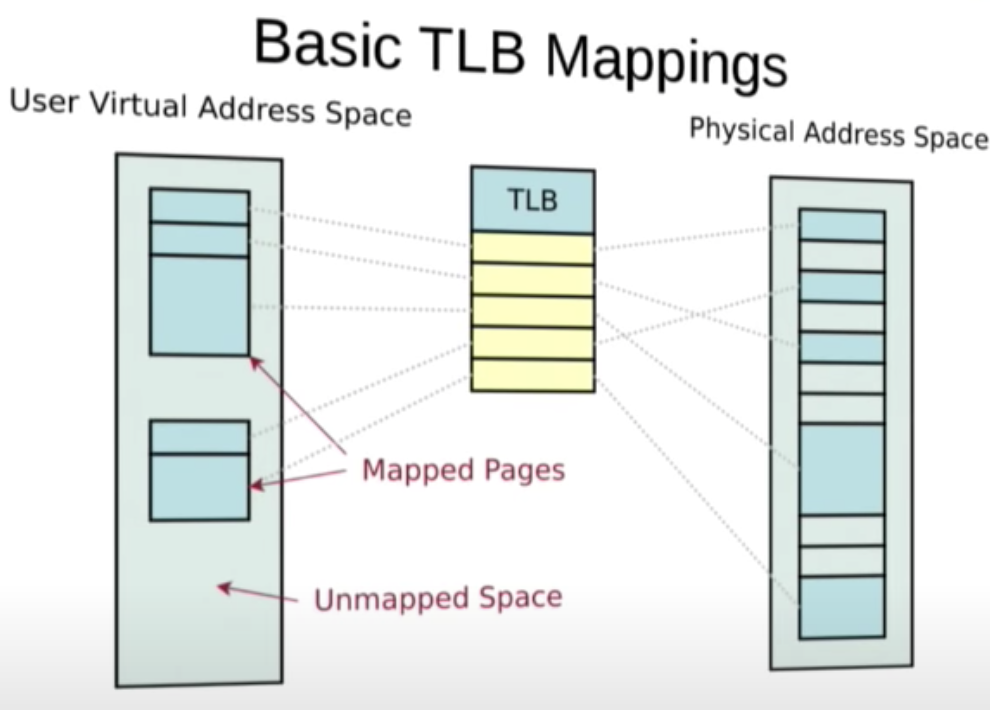 Basic TLB Mappings
User Virtual Address Space
Physical Address Space
TLB
Mapped Pages
Unmapped Space